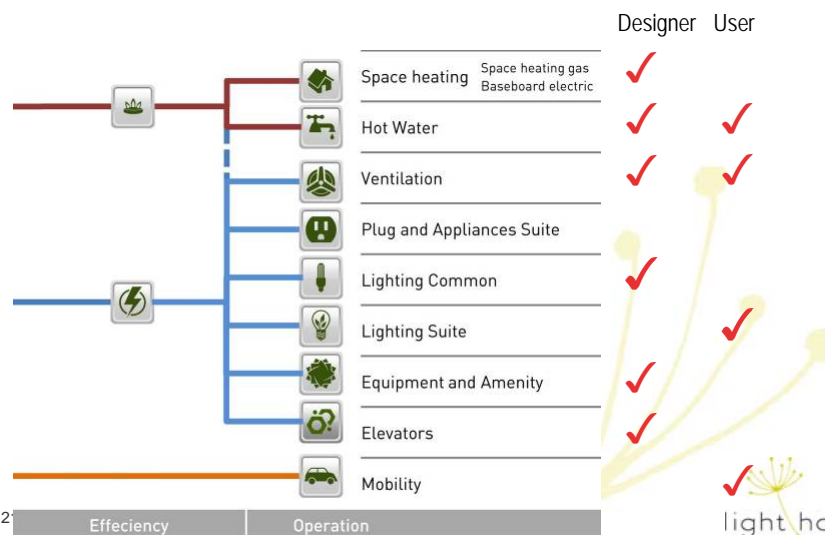 Designer User
Space heating Space heating gas
Baseboard electric
Hot Water
Ventilation
Plug and Appliances Suite
Lighting Common
Lighting Suite
Equipment and Amenity
Elevators
Mobility
Effeciency Operation
light